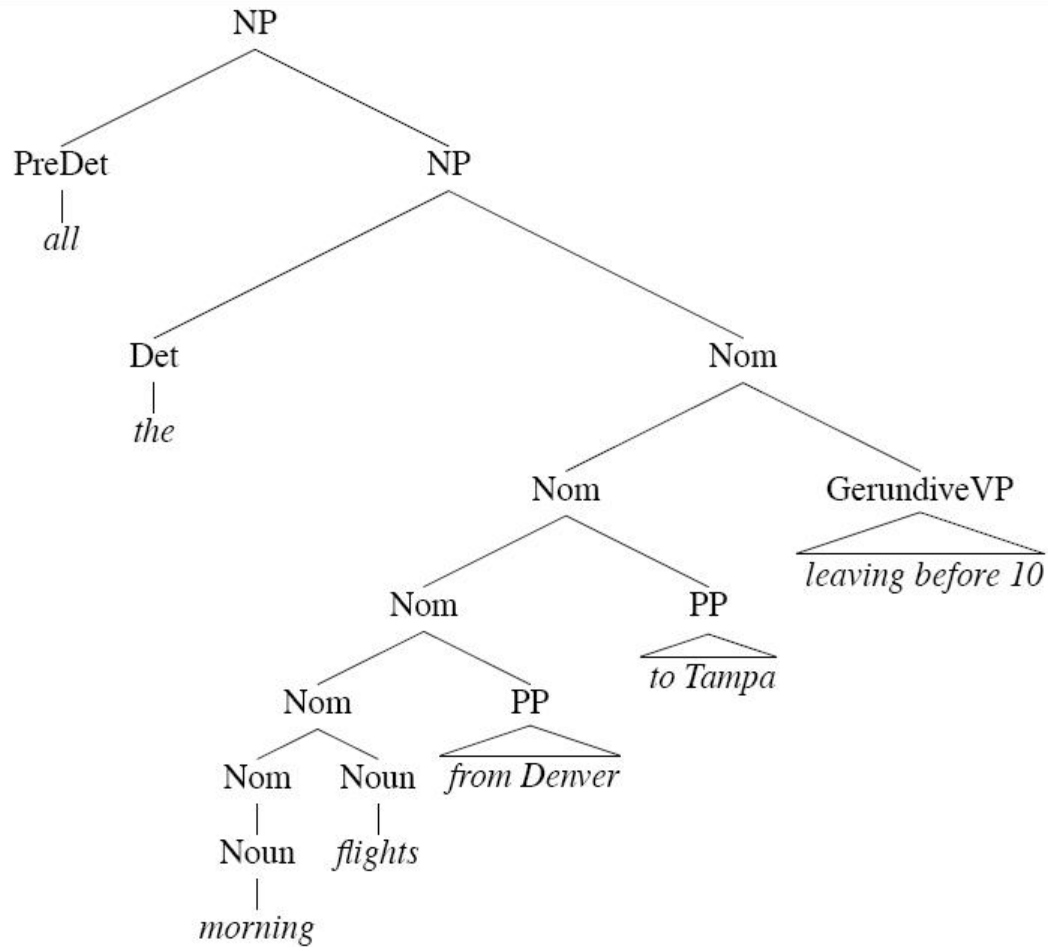 NP
PreDet NP
all
Det Nom
the
Nom GerundiveVP
leaving before 10
Nom PP
to Tampa
Nom PP
Nom Noun from Denver
Noun flights
morning